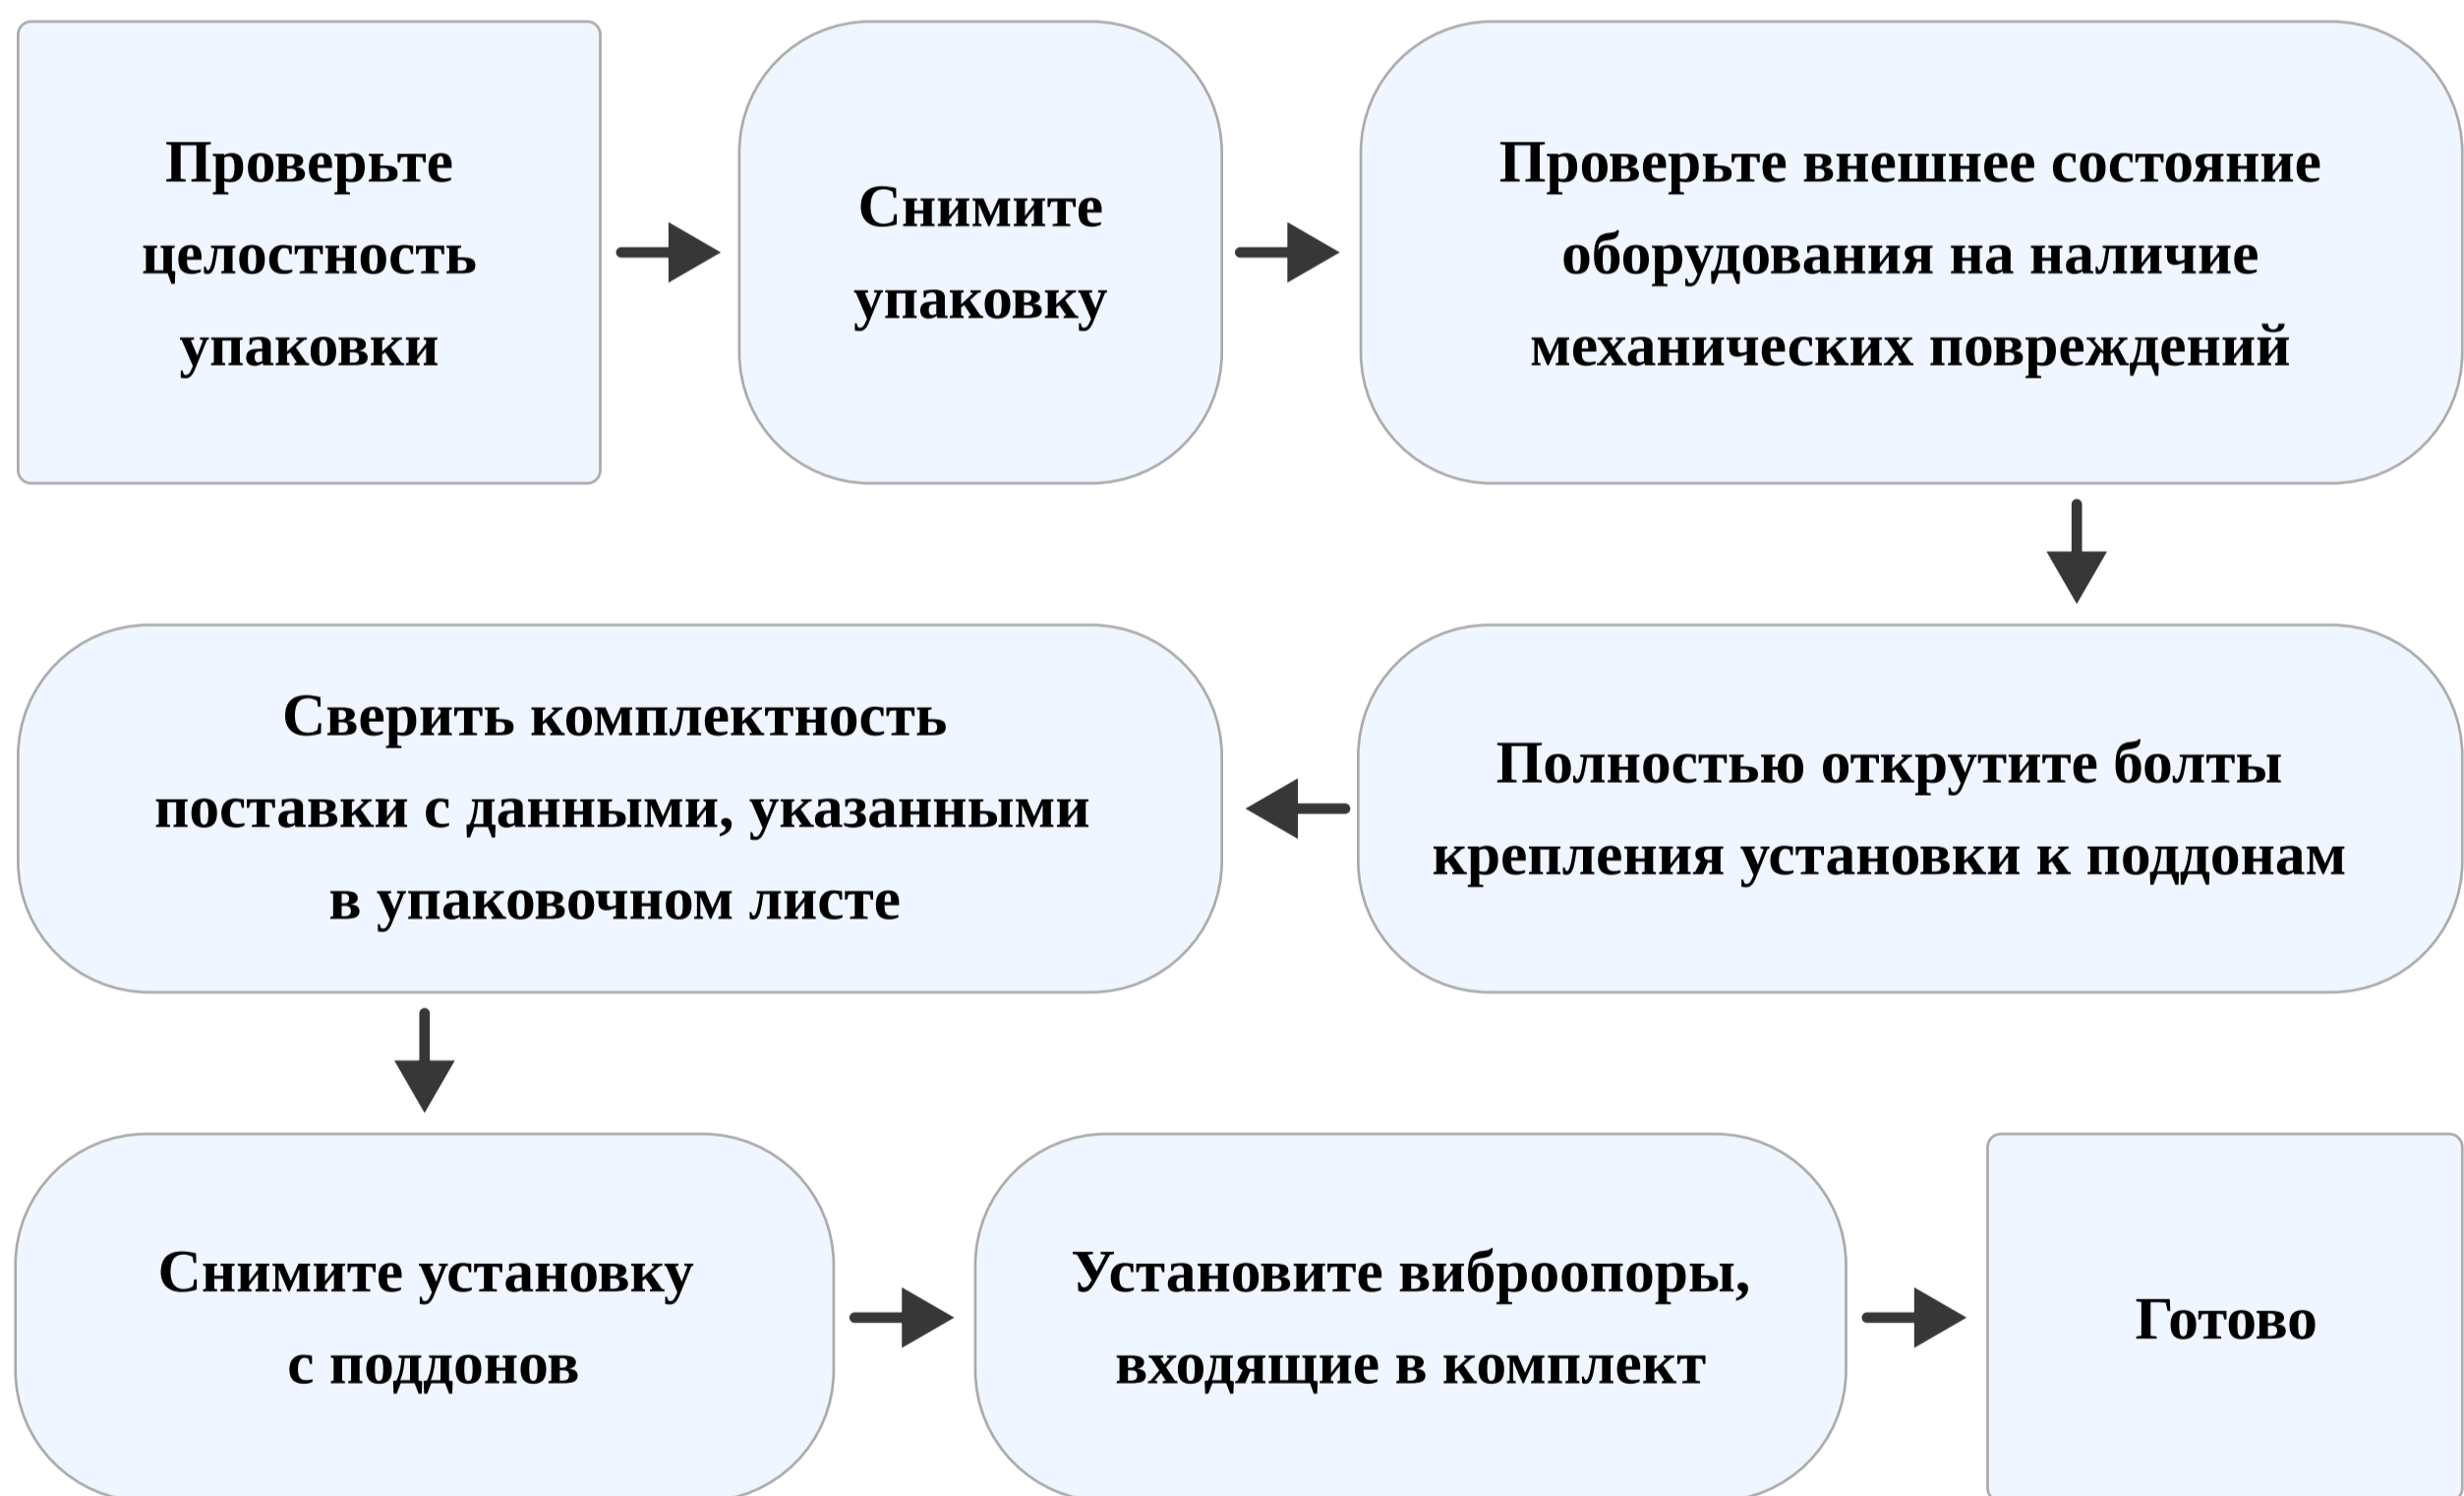 Проверьте
целостность
упаковки
Снимите
упаковку
Проверьте внешнее состояние
оборудования на наличие
механических повреждений
Полностью открутите болты
крепления установки к поддонам
Сверить комплектность
поставки с данными, указанными
в упаковочном листе
Снимите установку
с поддонов
Установите виброопоры,
входящие в комплект
Готово